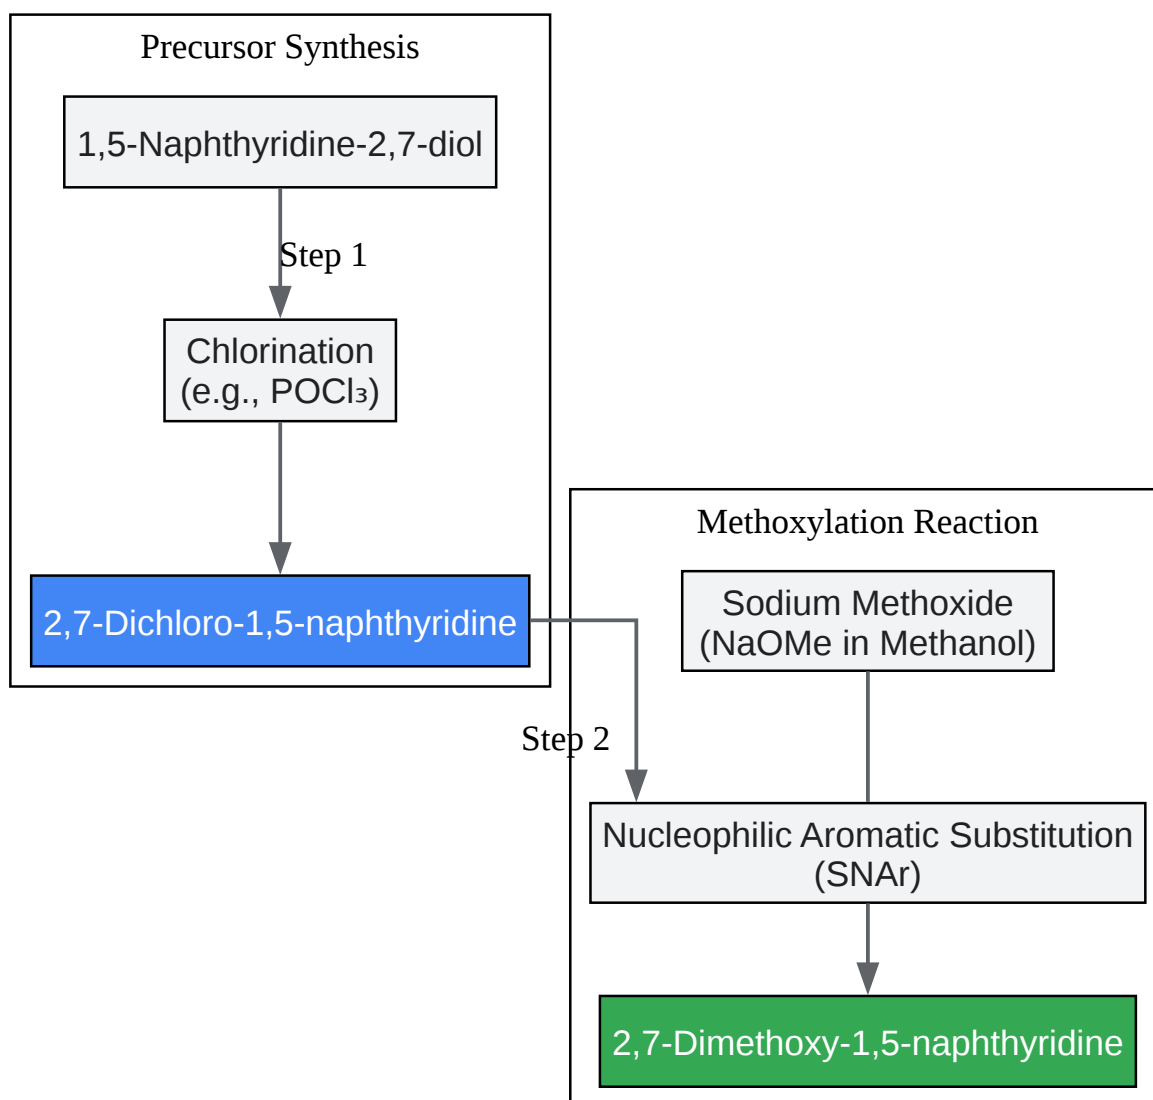 Precursor Synthesis
1,5-Naphthyridine-2,7-diol
Step 1
Chlorination
(e.g., POCl₃)
2,7-Dichloro-1,5-naphthyridine
Methoxylation Reaction
Sodium Methoxide
(NaOMe in Methanol)
Step 2
Nucleophilic Aromatic Substitution
(SNAr)
2,7-Dimethoxy-1,5-naphthyridine